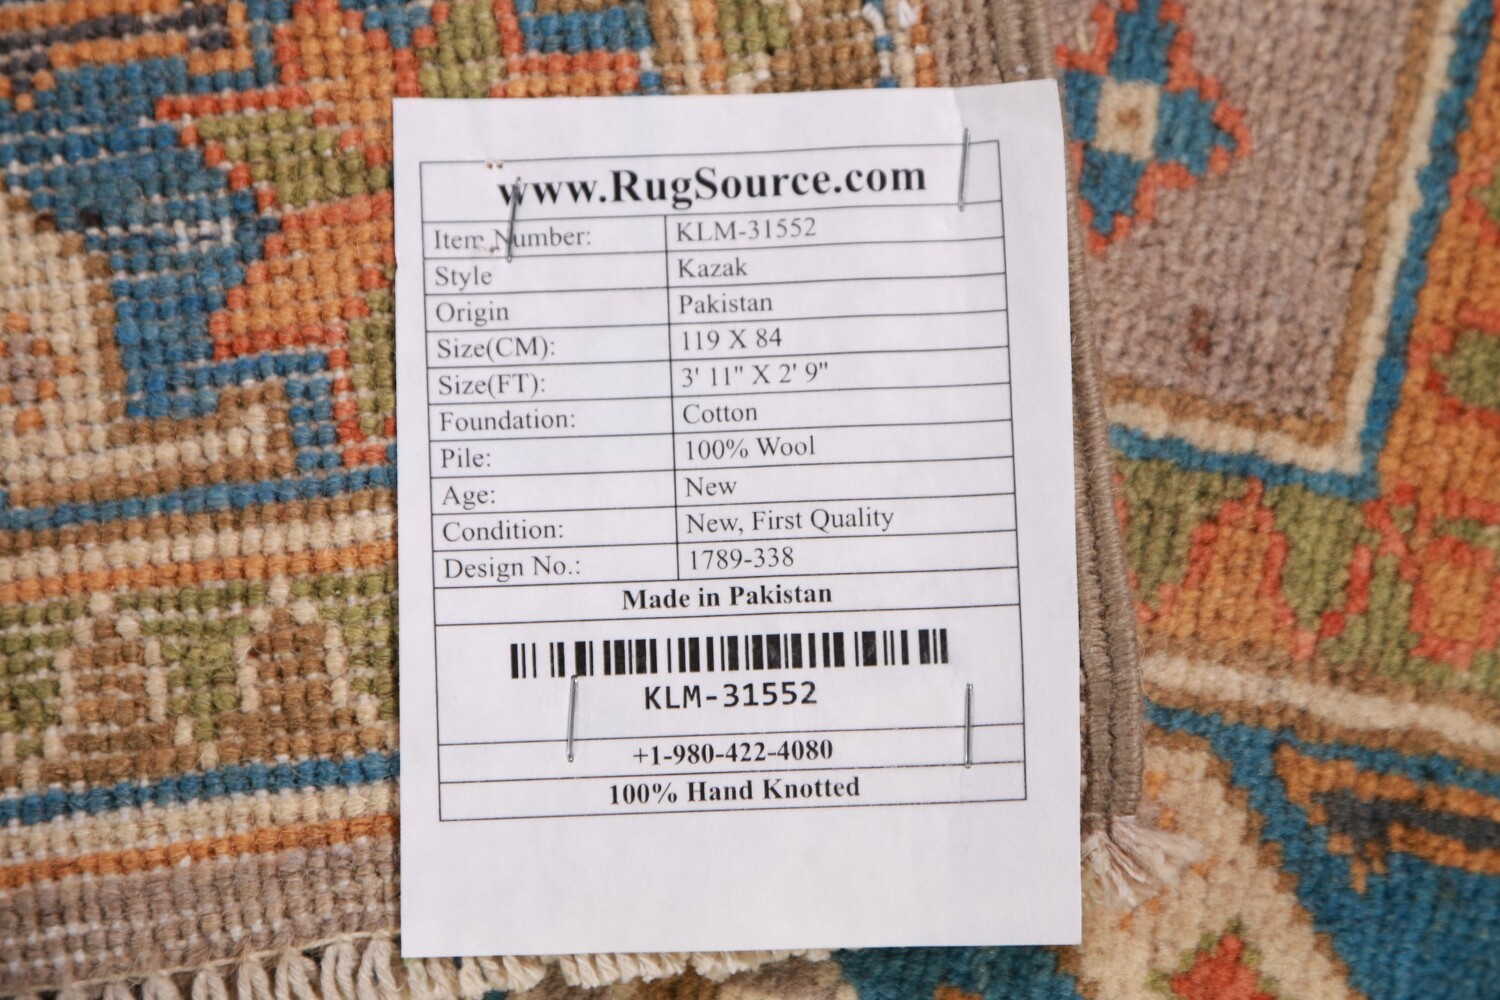 www.RugSource.com
Item Number: KLM-31552
Style Kazak
Origin Pakistan
Size(CM): 119 X 84
Size(FT): 3' 11" X 2' 9"
Foundation: Cotton
Pile: 100% Wool
Age: New
Condition: New, First Quality
Design No.: 1789-338
Made in Pakistan
KLM-31552
+1-980-422-4080
100% Hand Knotted